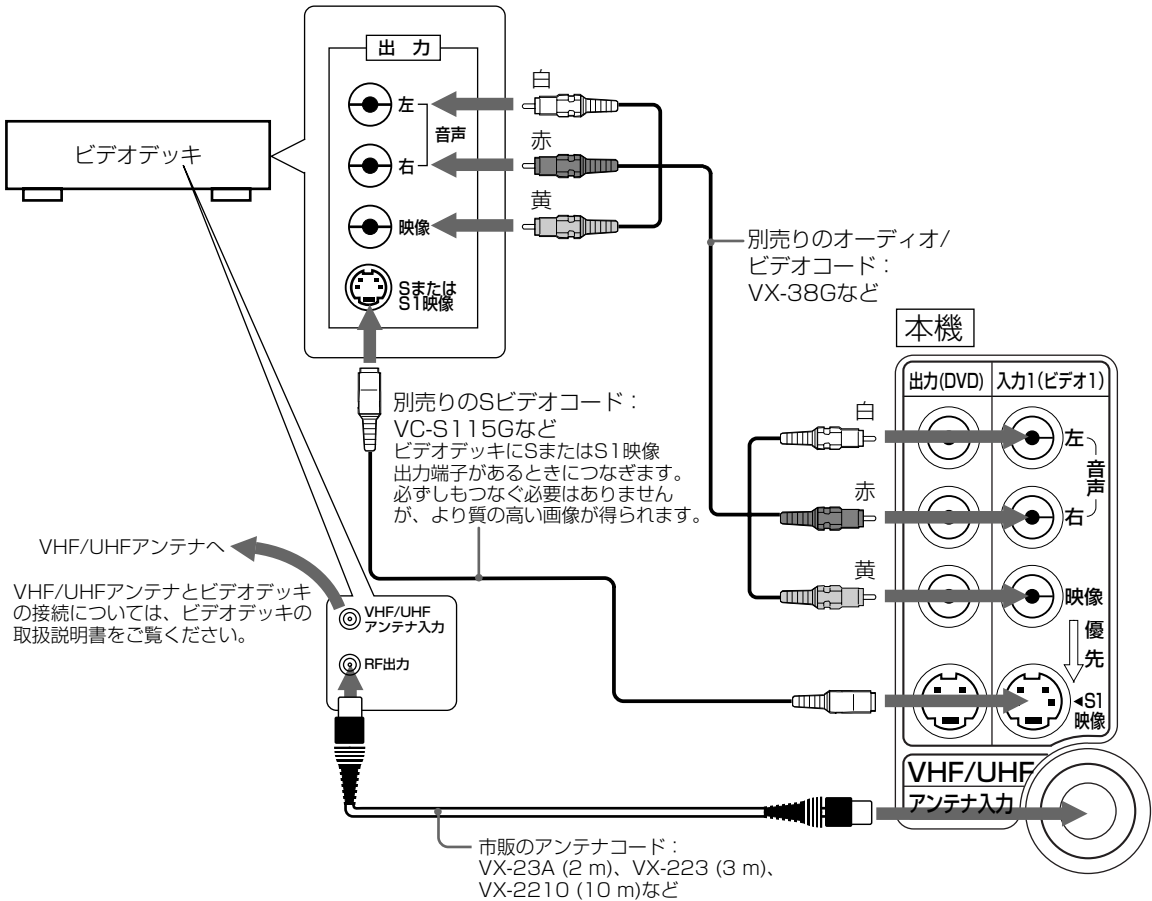 ビデオデッキ
出 力
左
音声
右
映像
Sまたは
S1映像
白
赤
黄
別売りのオーディオ/
ビデオコード：
VX-38Gなど
別売りのSビデオコード：
VC-S115Gなど
ビデオデッキにSまたはS1映像
出力端子があるときにつなぎます。
必ずしもつなぐ必要はありません
が、より質の高い画像が得られます。
VHF/UHFアンテナへ
VHF/UHFアンテナとビデオデッキ
の接続については、ビデオデッキの
取扱説明書をご覧ください。
VHF/UHF
アンテナ入力
RF出力
本機
出力(DVD)
入力1(ビデオ1)
白
左
音声
赤
右
黄
映像
優先
◀S1
映像
VHF/UHF
アンテナ入力
市販のアンテナコード：
VX-23A (2 m)、VX-223 (3 m)、
VX-2210 (10 m)など